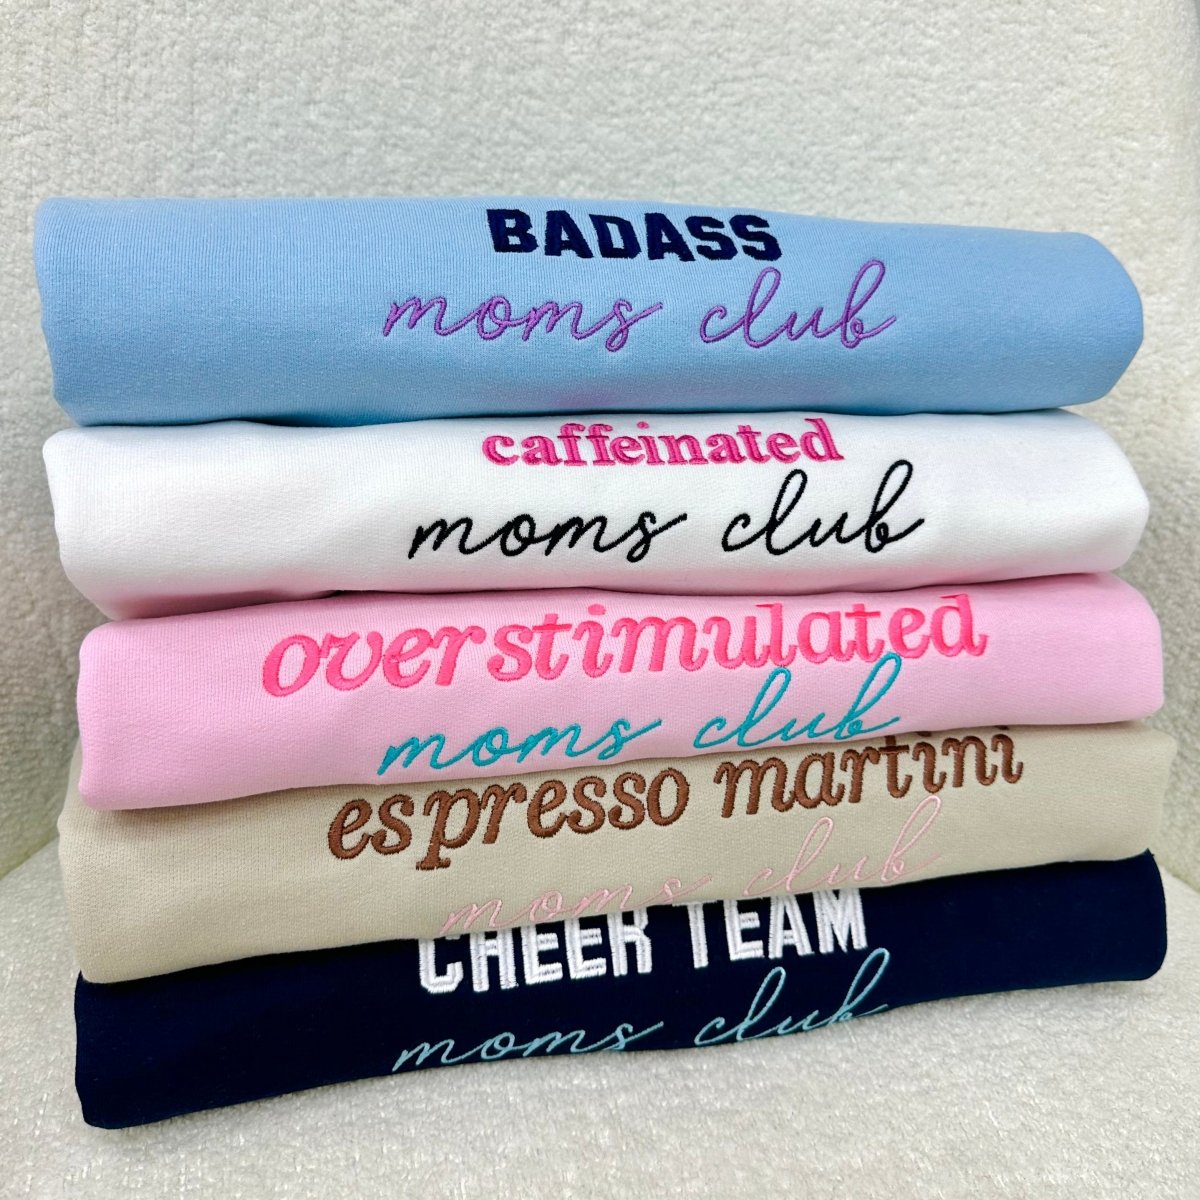 BADASS
moms club
caffeinated
moms club
overstimulated
moms club
espresso martini
moms club
CHEER TEAM
moms club